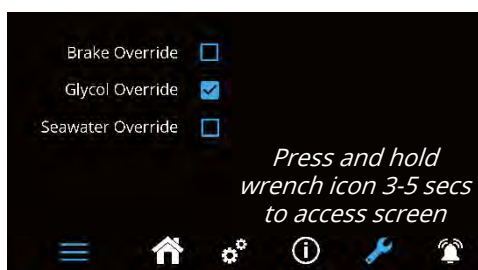 Brake Override
Glycol Override
Seawater Override
Press and hold
wrench icon 3-5 secs
to access screen